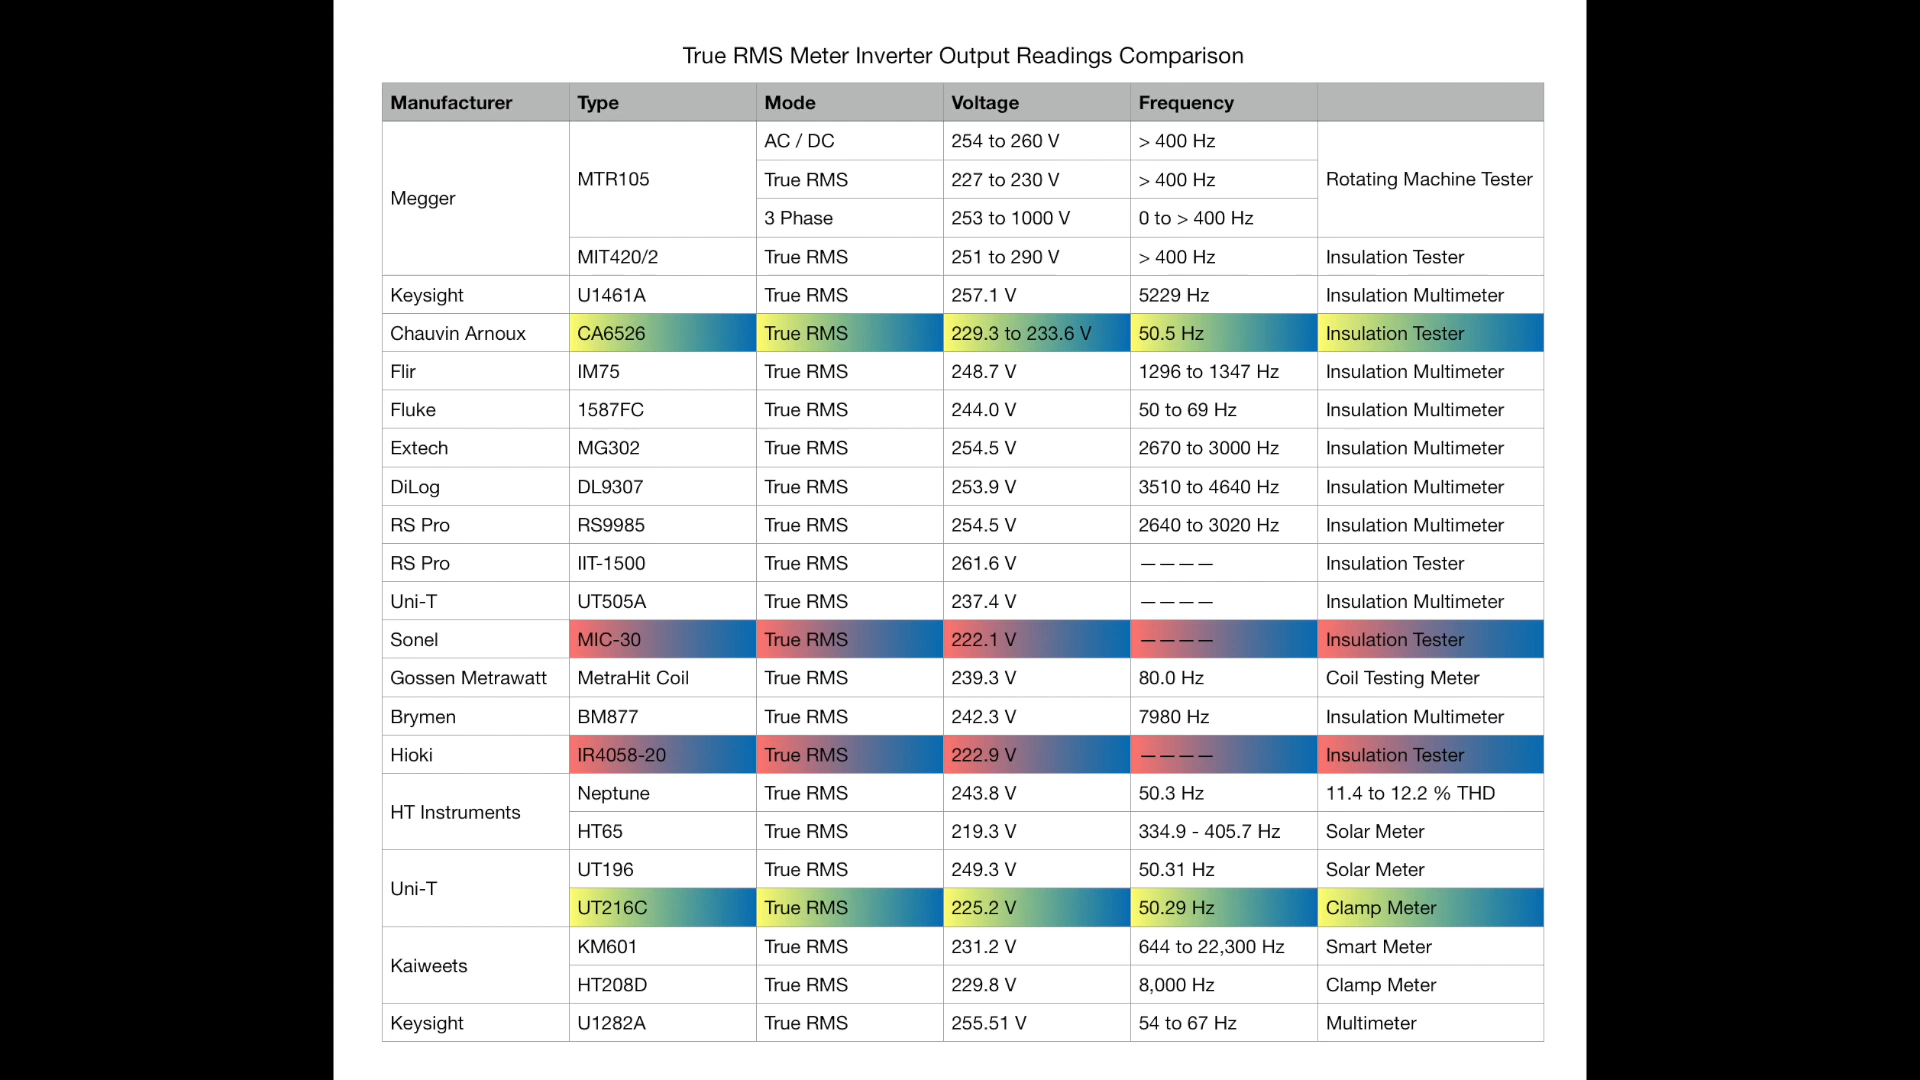 True RMS Meter Inverter Output Readings Comparison
Manufacturer Type Mode Voltage Frequency
Megger MTR105 AC / DC 254 to 260 V > 400 Hz Rotating Machine Tester
True RMS 227 to 230 V > 400 Hz
3 Phase 253 to 1000 V 0 to > 400 Hz
MIT420/2 True RMS 251 to 290 V > 400 Hz Insulation Tester
Keysight U1461A True RMS 257.1 V 5229 Hz Insulation Multimeter
Chauvin Arnoux CA6526 True RMS 229.3 to 233.6 V 50.5 Hz Insulation Tester
Flir IM75 True RMS 248.7 V 1296 to 1347 Hz Insulation Multimeter
Fluke 1587FC True RMS 244.0 V 50 to 69 Hz Insulation Multimeter
Extech MG302 True RMS 254.5 V 2670 to 3000 Hz Insulation Multimeter
DiLog DL9307 True RMS 253.9 V 3510 to 4640 Hz Insulation Multimeter
RS Pro RS9985 True RMS 254.5 V 2640 to 3020 Hz Insulation Multimeter
RS Pro IIT-1500 True RMS 261.6 V ———— Insulation Tester
Uni-T UT505A True RMS 237.4 V ———— Insulation Multimeter
Sonel MIC-30 True RMS 222.1 V ———— Insulation Tester
Gossen Metrawatt MetraHit Coil True RMS 239.3 V 80.0 Hz Coil Testing Meter
Brymen BM877 True RMS 242.3 V 7980 Hz Insulation Multimeter
Hioki IR4058-20 True RMS 222.9 V ———— Insulation Tester
HT Instruments Neptune True RMS 243.8 V 50.3 Hz 11.4 to 12.2 % THD
HT65 True RMS 219.3 V 334.9 - 405.7 Hz Solar Meter
Uni-T UT196 True RMS 249.3 V 50.31 Hz Solar Meter
UT216C True RMS 225.2 V 50.29 Hz Clamp Meter
Kaiweets KM601 True RMS 231.2 V 644 to 22,300 Hz Smart Meter
HT208D True RMS 229.8 V 8,000 Hz Clamp Meter
Keysight U1282A True RMS 255.51 V 54 to 67 Hz Multimeter